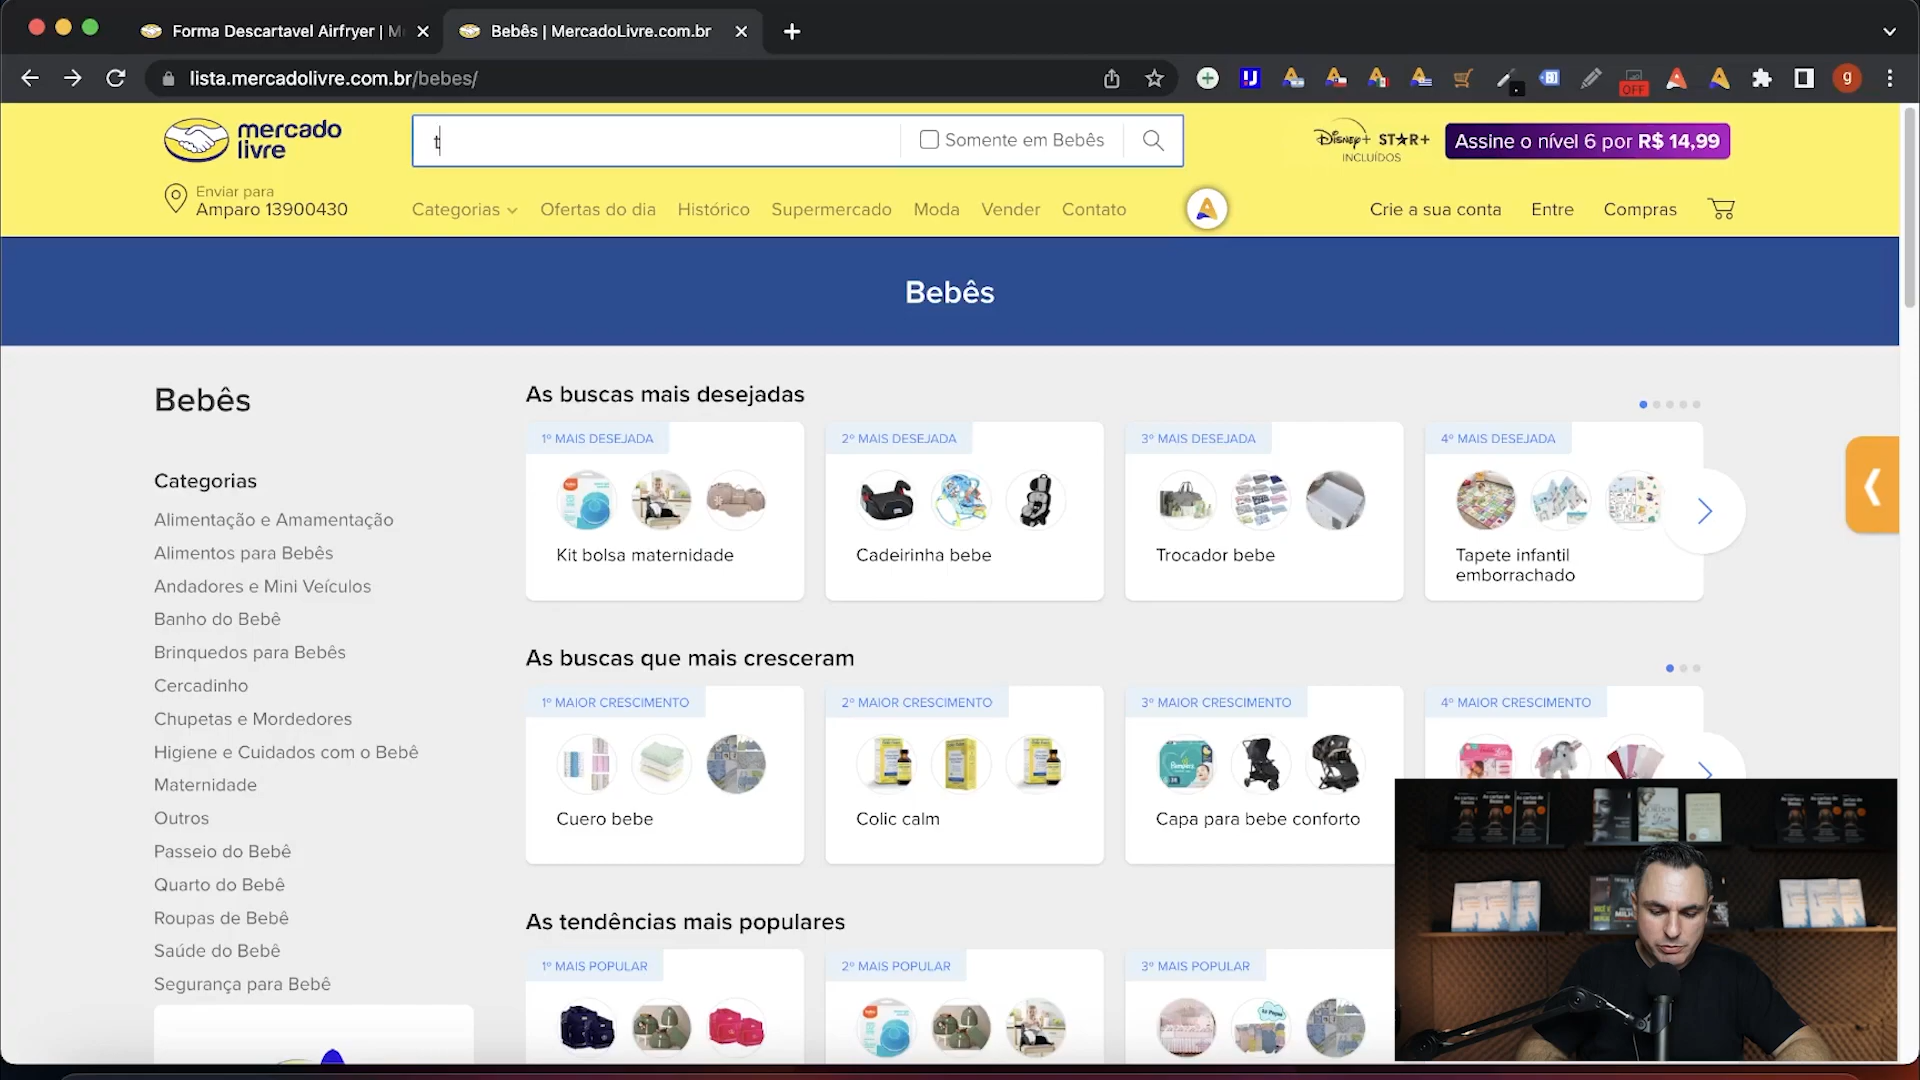 Forma Descartavel Airfryer | M
Bebês | MercadoLivre.com.br
lista.mercadolivre.com.br/bebes/
OFF
g
mercado
livre
t
Somente em Bebês
Disney+ STAR+
INCLUÍDOS
Assine o nível 6 por R$ 14,99
Enviar para
Amparo 13900430
Categorias
Ofertas do dia
Histórico
Supermercado
Moda
Vender
Contato
Crie a sua conta
Entre
Compras
Bebês
Bebês
Categorias
Alimentação e Amamentação
Alimentos para Bebês
Andadores e Mini Veículos
Banho do Bebê
Brinquedos para Bebês
Cercadinho
Chupetas e Mordedores
Higiene e Cuidados com o Bebê
Maternidade
Outros
Passeio do Bebê
Quarto do Bebê
Roupas de Bebê
Saúde do Bebê
Segurança para Bebê
As buscas mais desejadas
1º MAIS DESEJADA
Kit bolsa maternidade
2º MAIS DESEJADA
Cadeirinha bebe
3º MAIS DESEJADA
Trocador bebe
4º MAIS DESEJADA
Tapete infantil
emborrachado
As buscas que mais cresceram
1º MAIOR CRESCIMENTO
Cuero bebe
2º MAIOR CRESCIMENTO
Colic calm
3º MAIOR CRESCIMENTO
Capa para bebe conforto
4º MAIOR CRESCIMENTO
As tendências mais populares
1º MAIS POPULAR
2º MAIS POPULAR
3º MAIS POPULAR